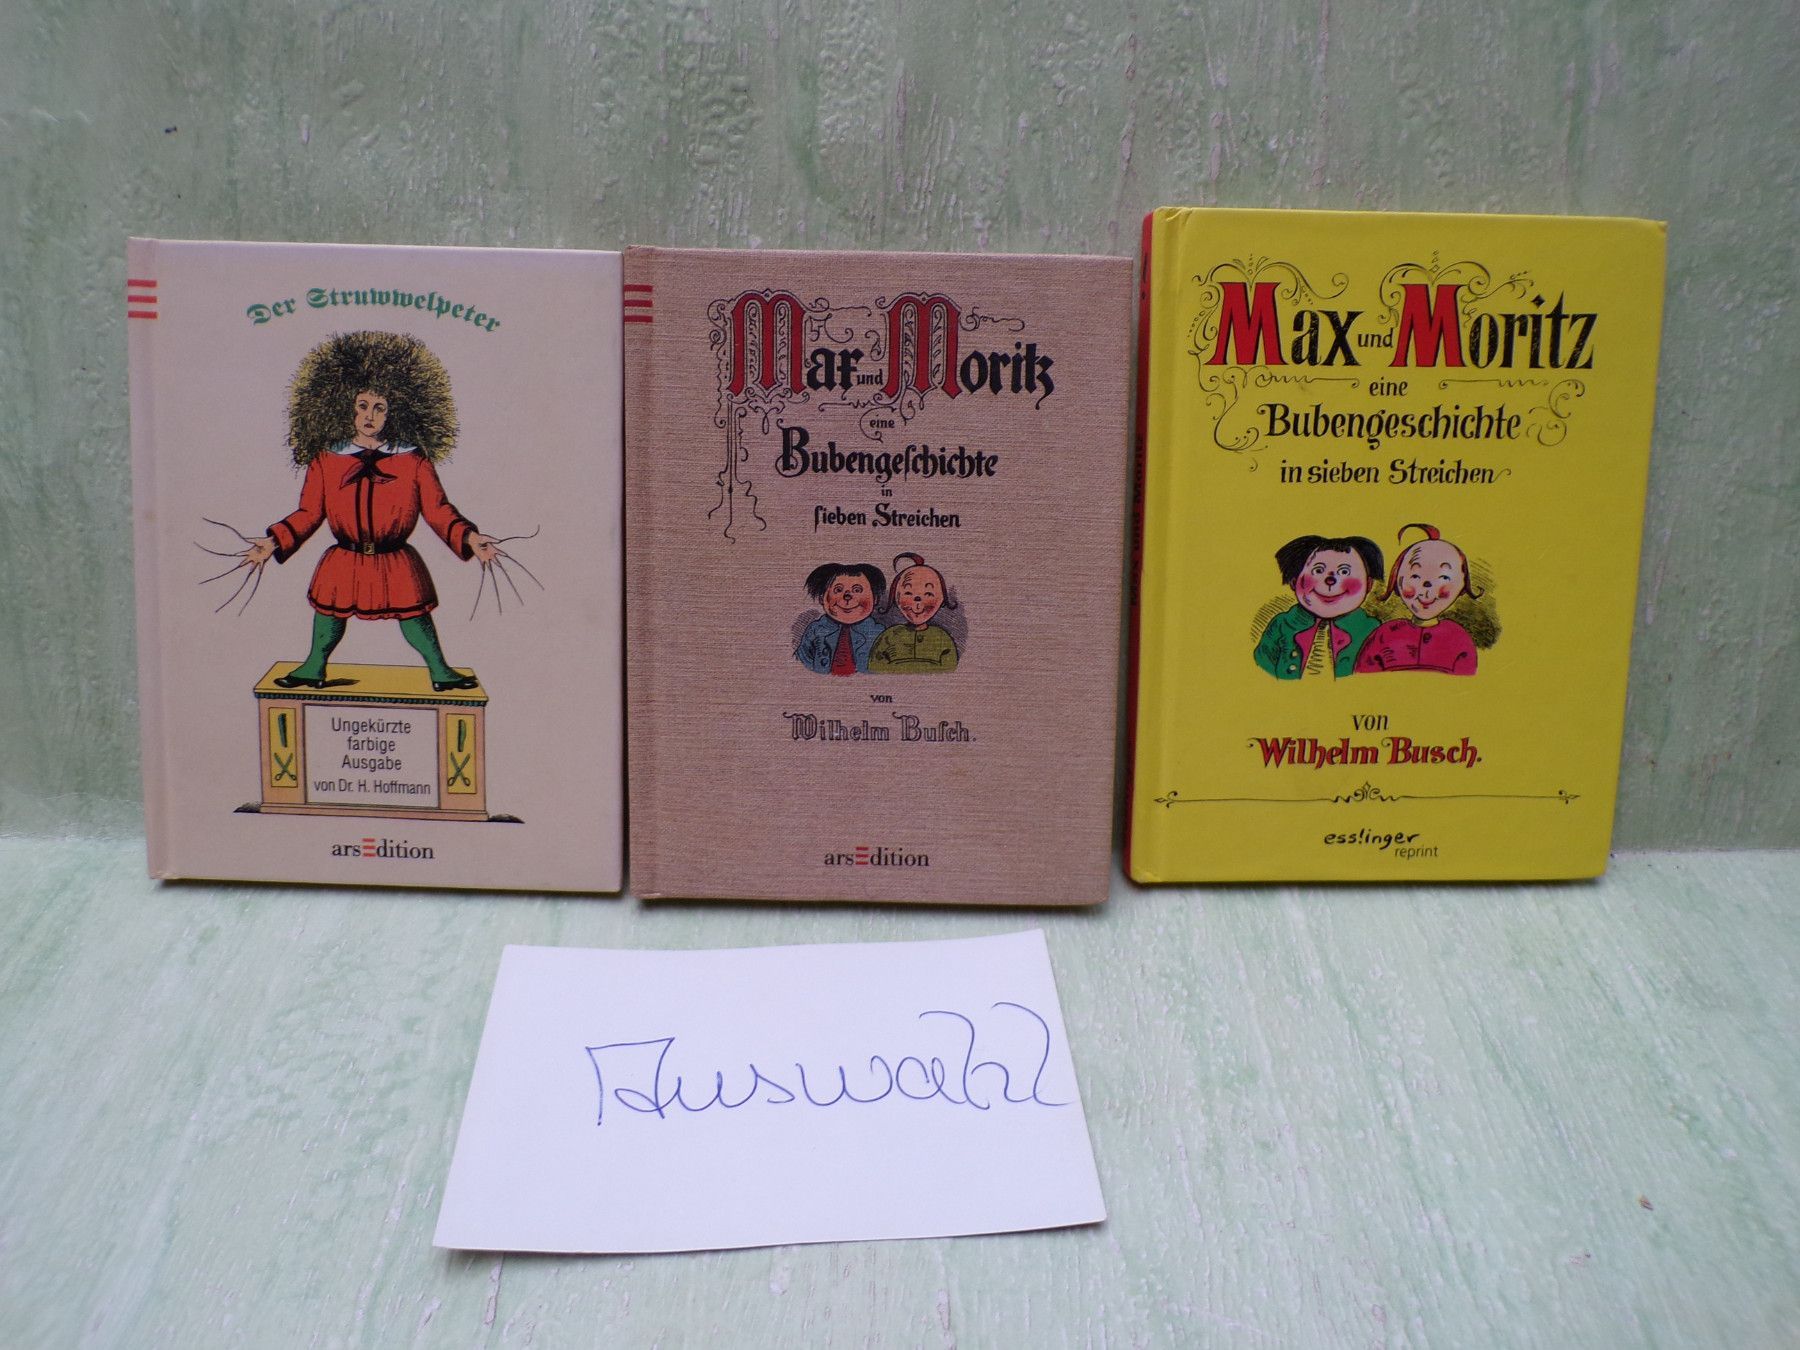 Der Struwwelpeter
Ungekürzte
farbige
Ausgabe
von Dr. H. Hoffmann
arsEdition
Max und Moritz
eine
Bubengeſchichte
in
ſieben Streichen
von
Wilhelm Buſch.
arsEdition
Max und Moritz
eine
Bubengeschichte
in sieben Streichen
von
Wilhelm Busch.
esslinger
reprint
Auswahl